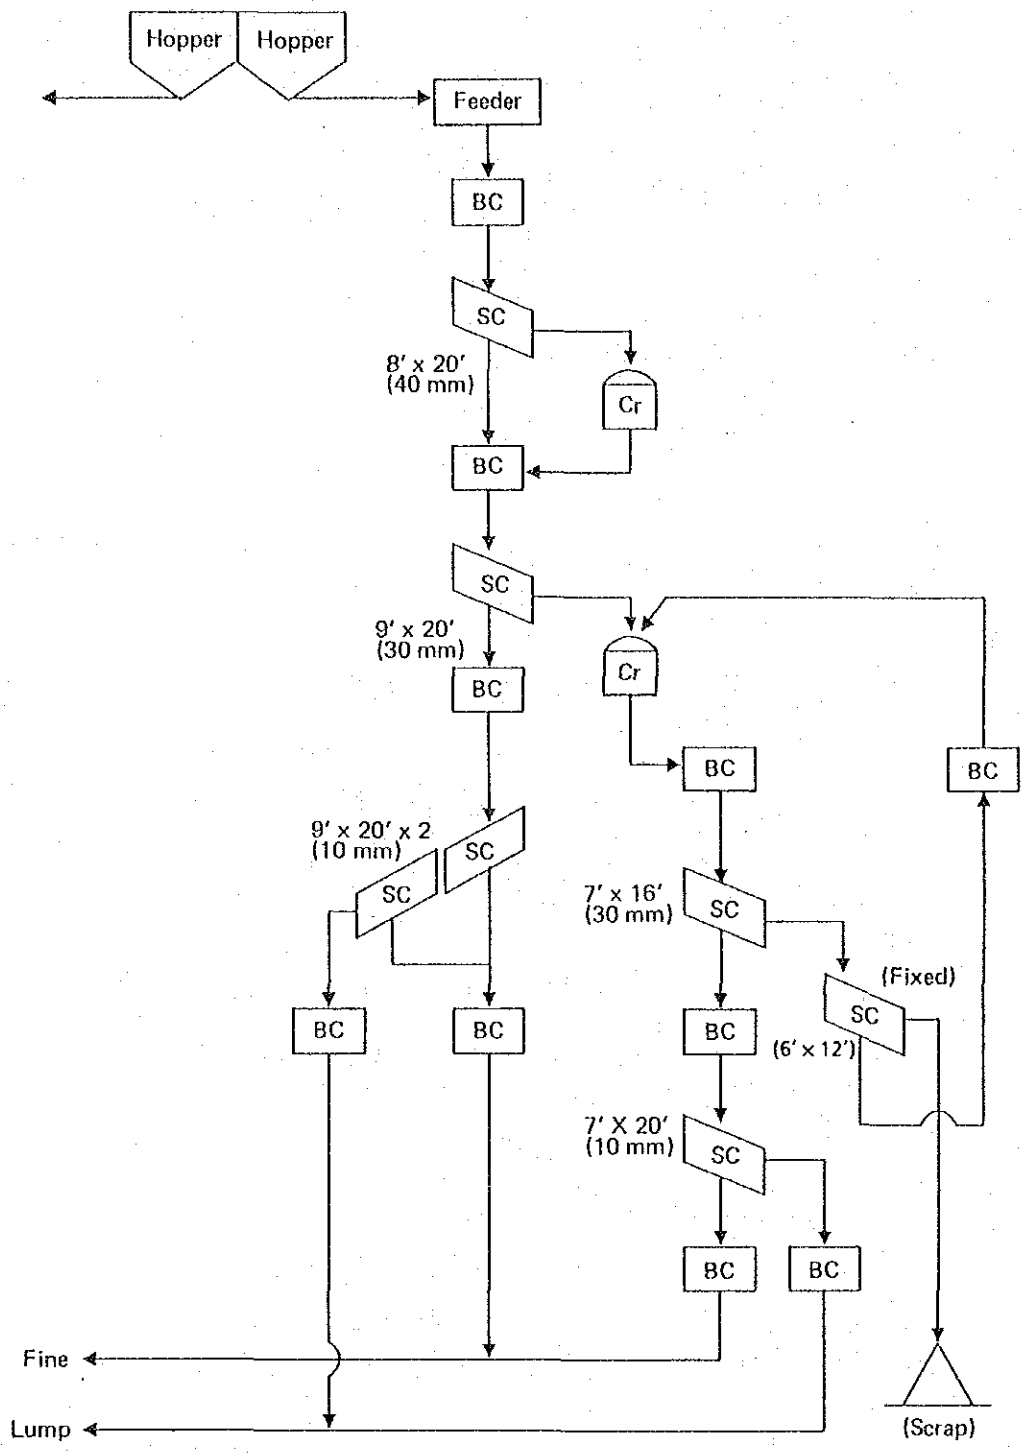 Hopper Hopper
Feeder
BC
SC
8' x 20'
(40 mm)
Cr
BC
SC
9' x 20'
(30 mm)
Cr
BC
BC
BC
9' x 20' x 2
(10 mm)
SC
SC
7' x 16'
(30 mm)
SC
(Fixed)
SC
(6' x 12')
BC
BC
BC
7' X 20'
(10 mm)
SC
BC
BC
Fine
Lump
(Scrap)